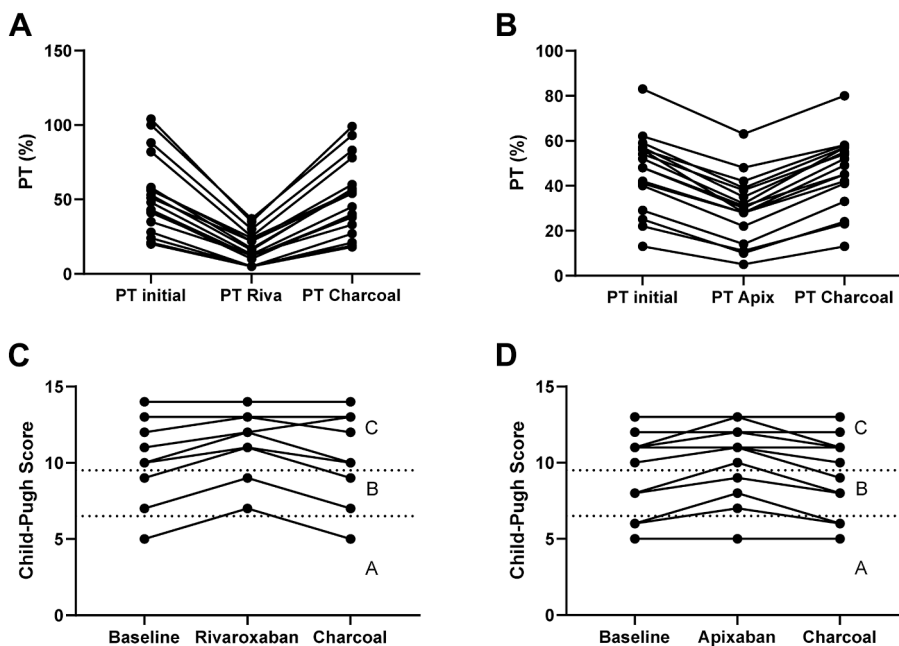 A
PT (%)
150
100
50
0
PT initial PT Riva PT Charcoal
B
PT (%)
100
80
60
40
20
0
PT initial PT Apix PT Charcoal
C
Child-Pugh Score
15
10
5
0
C
B
A
Baseline Rivaroxaban Charcoal
D
Child-Pugh Score
15
10
5
0
C
B
A
Baseline Apixaban Charcoal